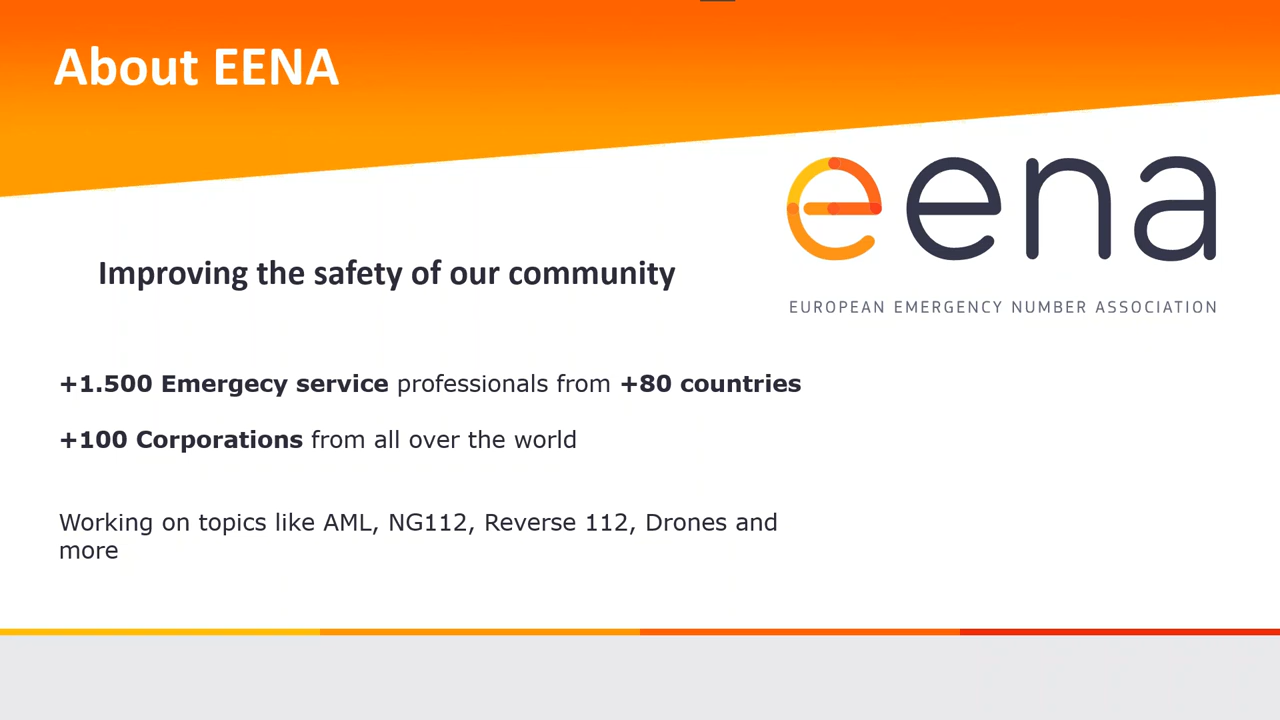 About EENA
eena
EUROPEAN EMERGENCY NUMBER ASSOCIATION
Improving the safety of our community
+1.500 Emergecy service professionals from +80 countries
+100 Corporations from all over the world
Working on topics like AML, NG112, Reverse 112, Drones and
more